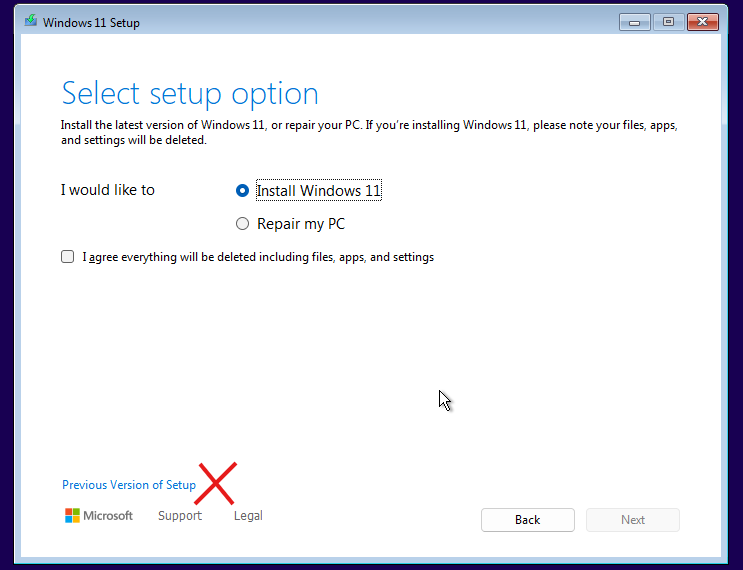 Windows 11 Setup
Select setup option
Install the latest version of Windows 11, or repair your PC. If you're installing Windows 11, please note your files, apps,
and settings will be deleted.
I would like to
Install Windows 11
Repair my PC
I agree everything will be deleted including files, apps, and settings
Previous Version of Setup
Microsoft Support Legal
Back Next